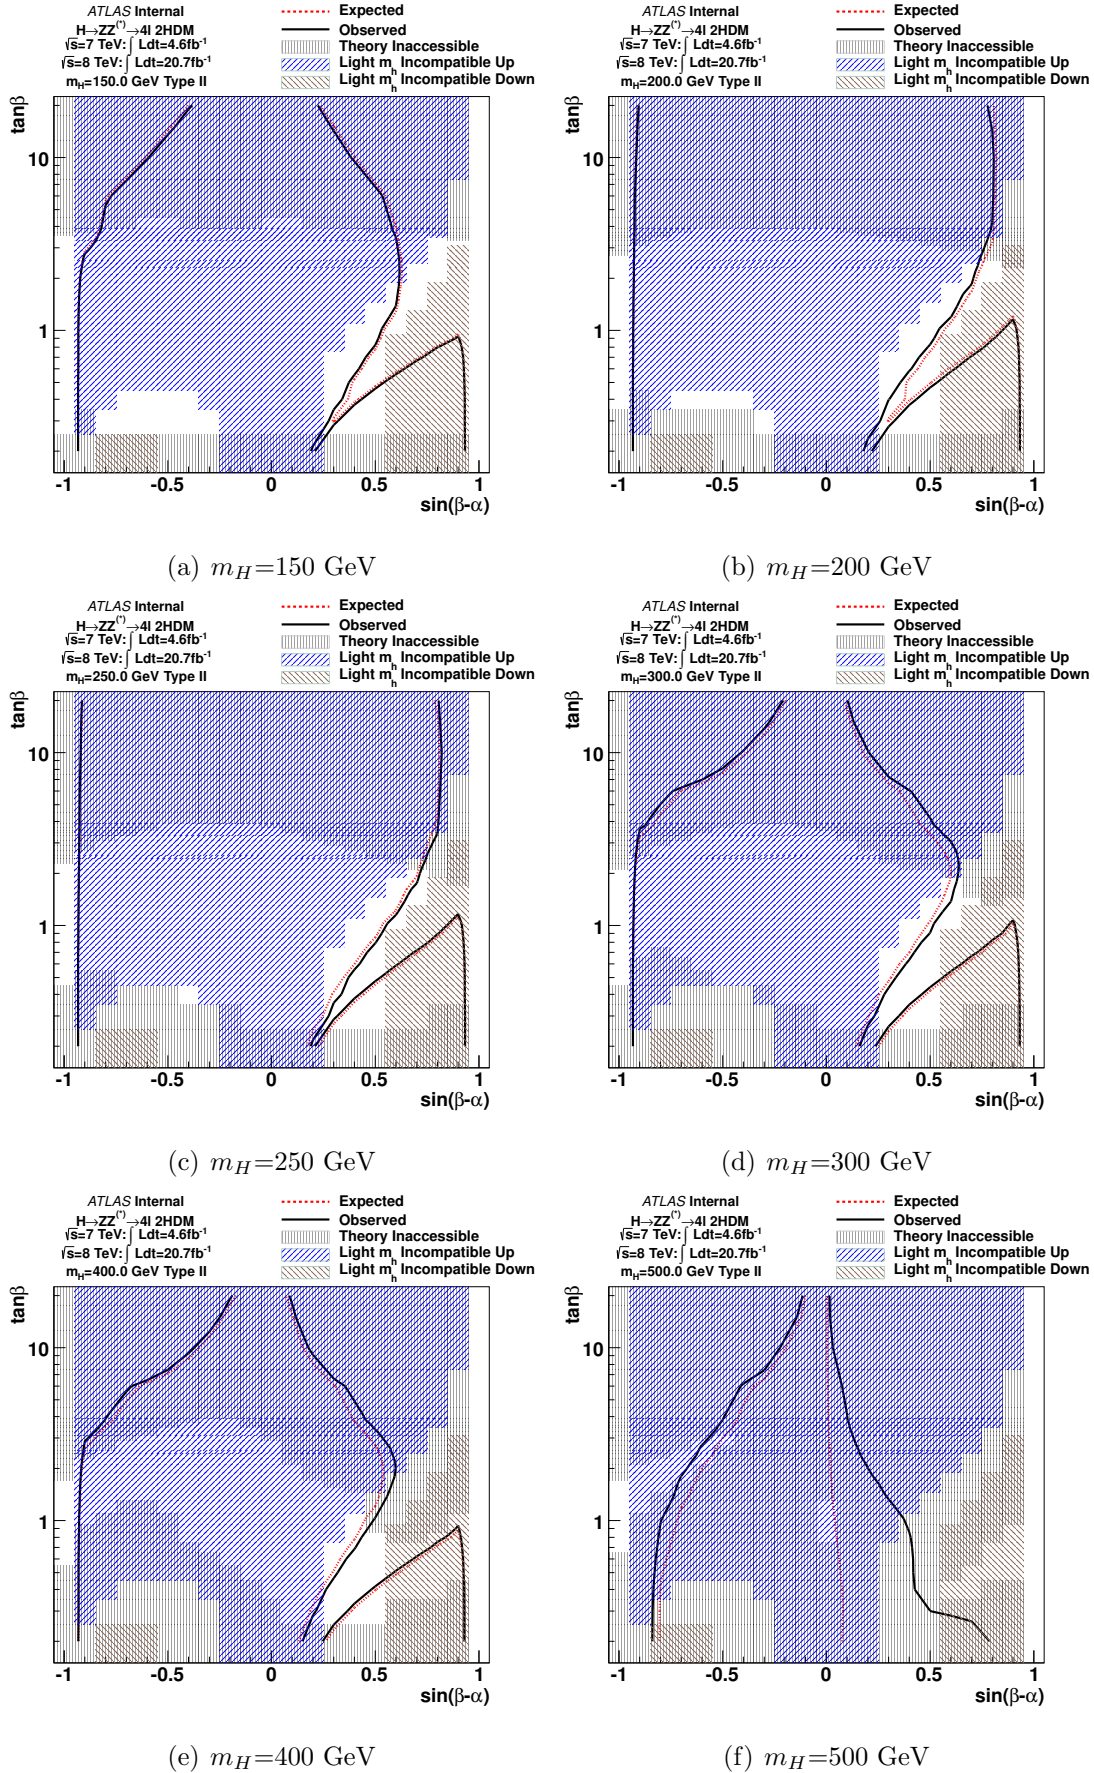 ATLAS Internal
H→ZZ(*)→4l 2HDM
√s=7 TeV:∫ Ldt=4.6fb-1
√s=8 TeV:∫ Ldt=20.7fb-1
mH=150.0 GeV Type II
Expected
Observed
Theory Inaccessible
Light mh Incompatible Up
Light mh Incompatible Down
tanβ
10
1
-1 -0.5 0 0.5 1
sin(β-α)
(a) mH=150 GeV
ATLAS Internal
H→ZZ(*)→4l 2HDM
√s=7 TeV:∫ Ldt=4.6fb-1
√s=8 TeV:∫ Ldt=20.7fb-1
mH=200.0 GeV Type II
Expected
Observed
Theory Inaccessible
Light mh Incompatible Up
Light mh Incompatible Down
tanβ
10
1
-1 -0.5 0 0.5 1
sin(β-α)
(b) mH=200 GeV
ATLAS Internal
H→ZZ(*)→4l 2HDM
√s=7 TeV:∫ Ldt=4.6fb-1
√s=8 TeV:∫ Ldt=20.7fb-1
mH=250.0 GeV Type II
Expected
Observed
Theory Inaccessible
Light mh Incompatible Up
Light mh Incompatible Down
tanβ
10
1
-1 -0.5 0 0.5 1
sin(β-α)
(c) mH=250 GeV
ATLAS Internal
H→ZZ(*)→4l 2HDM
√s=7 TeV:∫ Ldt=4.6fb-1
√s=8 TeV:∫ Ldt=20.7fb-1
mH=300.0 GeV Type II
Expected
Observed
Theory Inaccessible
Light mh Incompatible Up
Light mh Incompatible Down
tanβ
10
1
-1 -0.5 0 0.5 1
sin(β-α)
(d) mH=300 GeV
ATLAS Internal
H→ZZ(*)→4l 2HDM
√s=7 TeV:∫ Ldt=4.6fb-1
√s=8 TeV:∫ Ldt=20.7fb-1
mH=400.0 GeV Type II
Expected
Observed
Theory Inaccessible
Light mh Incompatible Up
Light mh Incompatible Down
tanβ
10
1
-1 -0.5 0 0.5 1
sin(β-α)
(e) mH=400 GeV
ATLAS Internal
H→ZZ(*)→4l 2HDM
√s=7 TeV:∫ Ldt=4.6fb-1
√s=8 TeV:∫ Ldt=20.7fb-1
mH=500.0 GeV Type II
Expected
Observed
Theory Inaccessible
Light mh Incompatible Up
Light mh Incompatible Down
tanβ
10
1
-1 -0.5 0 0.5 1
sin(β-α)
(f) mH=500 GeV